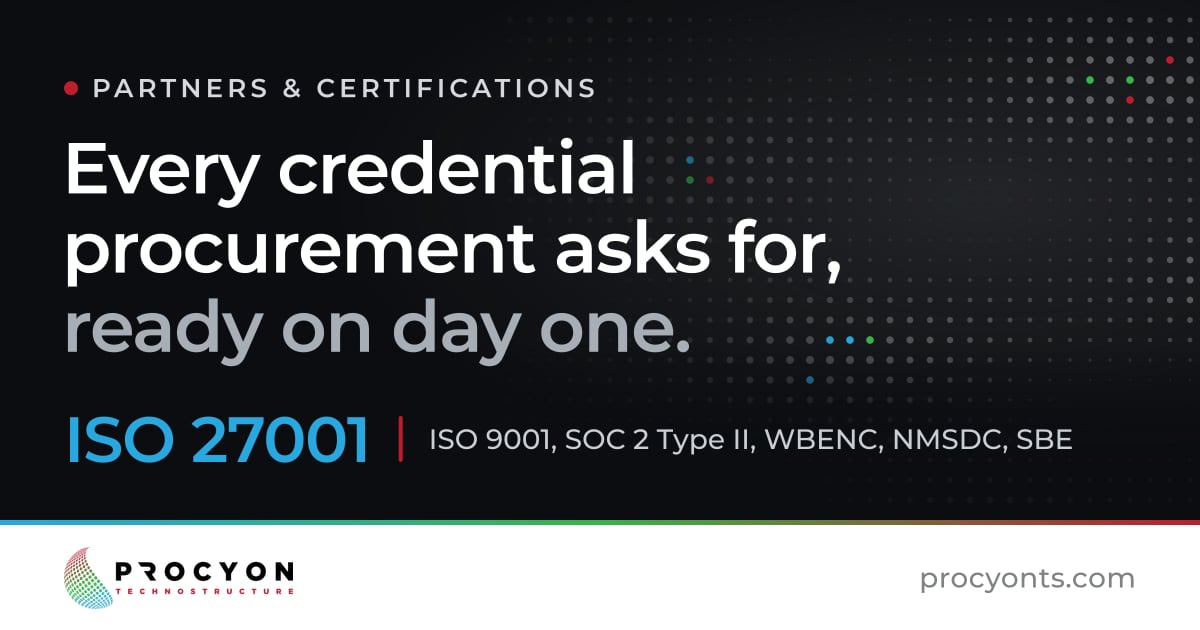 PARTNERS & CERTIFICATIONS
Every credential
procurement asks for,
ready on day one.
ISO 27001
ISO 9001, SOC 2 Type II, WBENC, NMSDC, SBE
PROCYON
TECHNOSTRUCTURE
procyonts.com